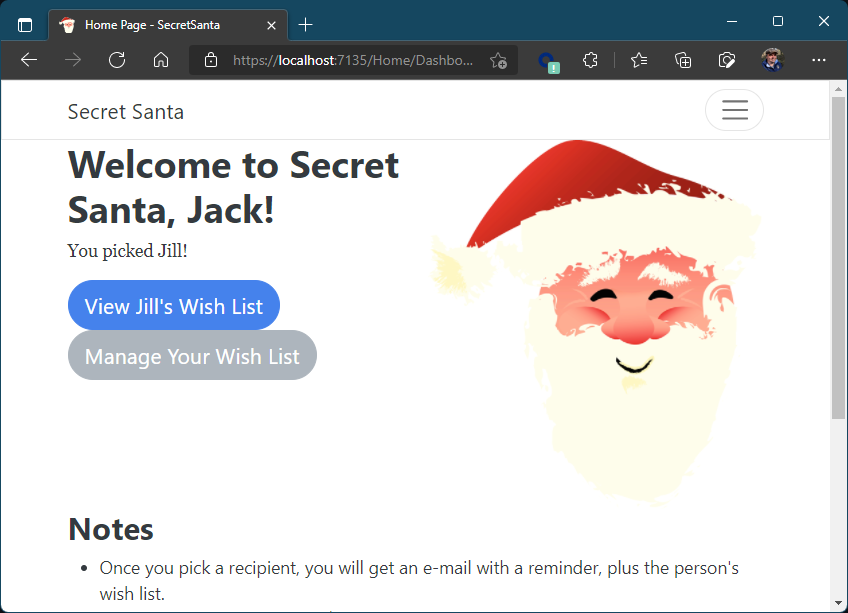 Home Page - SecretSanta
https://localhost:7135/Home/Dashbo...
Secret Santa
Welcome to Secret
Santa, Jack!
You picked Jill!
View Jill's Wish List
Manage Your Wish List
Notes
• Once you pick a recipient, you will get an e-mail with a reminder, plus the person's
wish list.